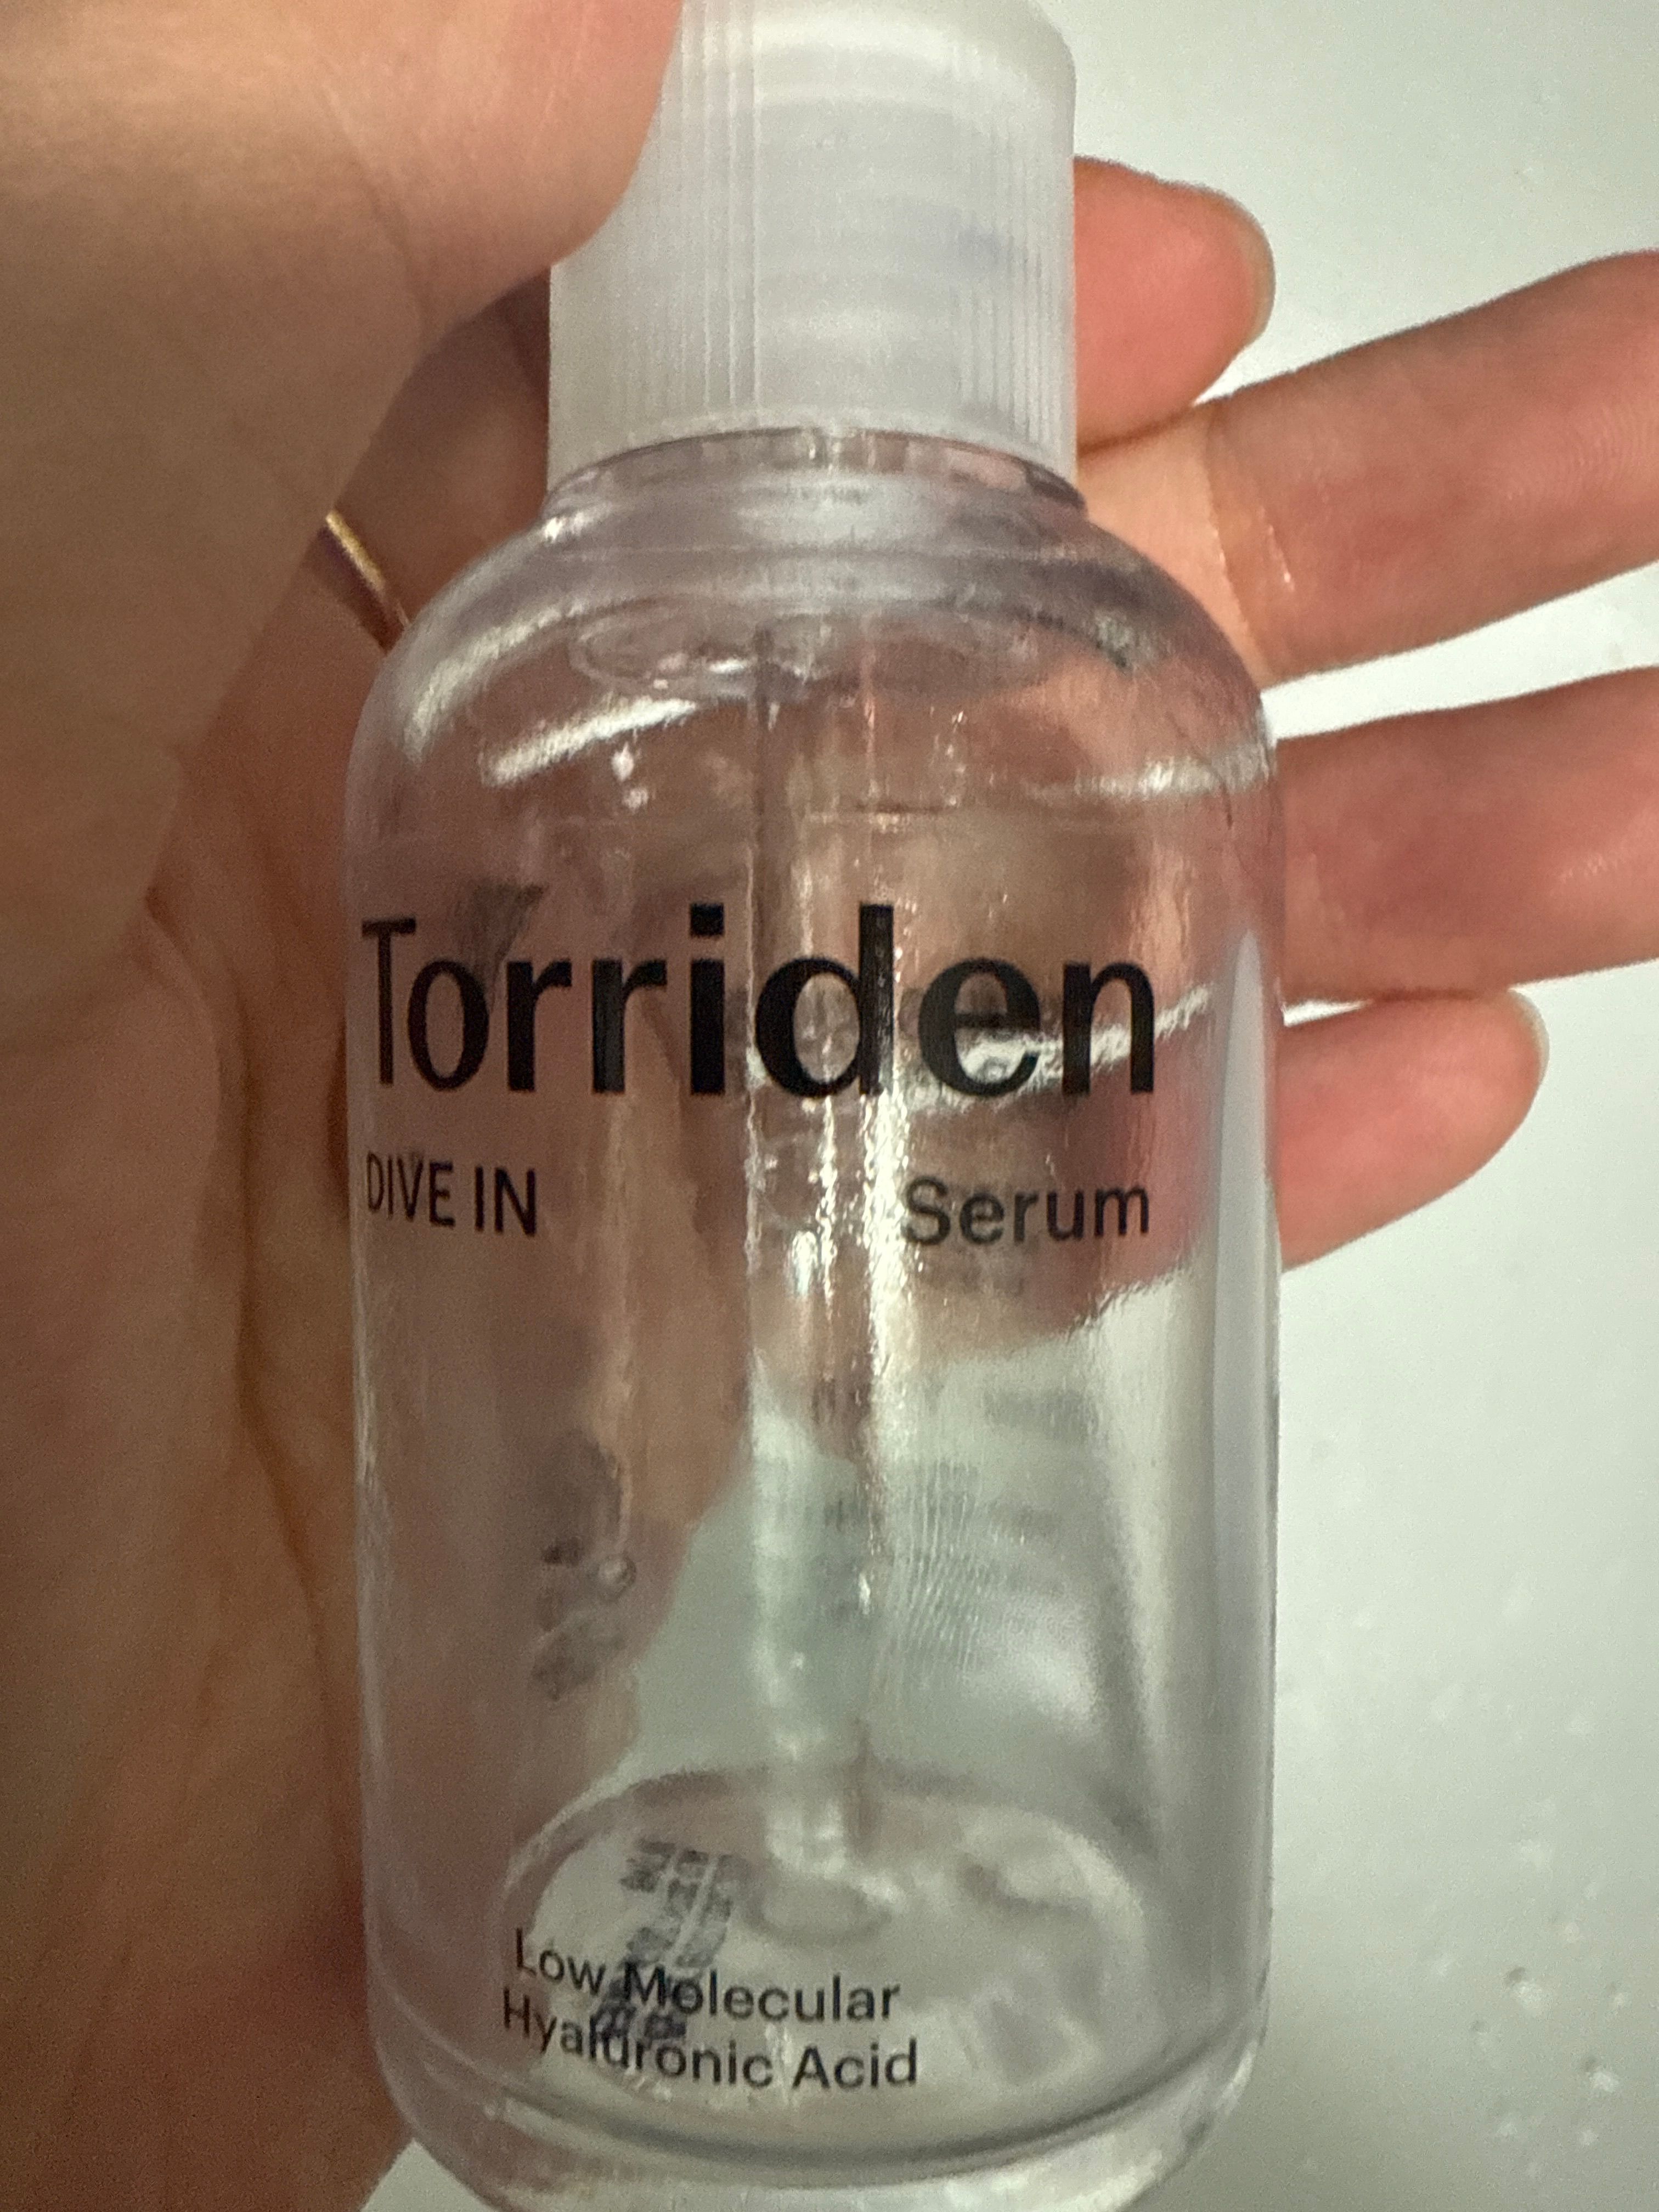 Torriden
DIVE IN Serum
Low Molecular
Hyaluronic Acid